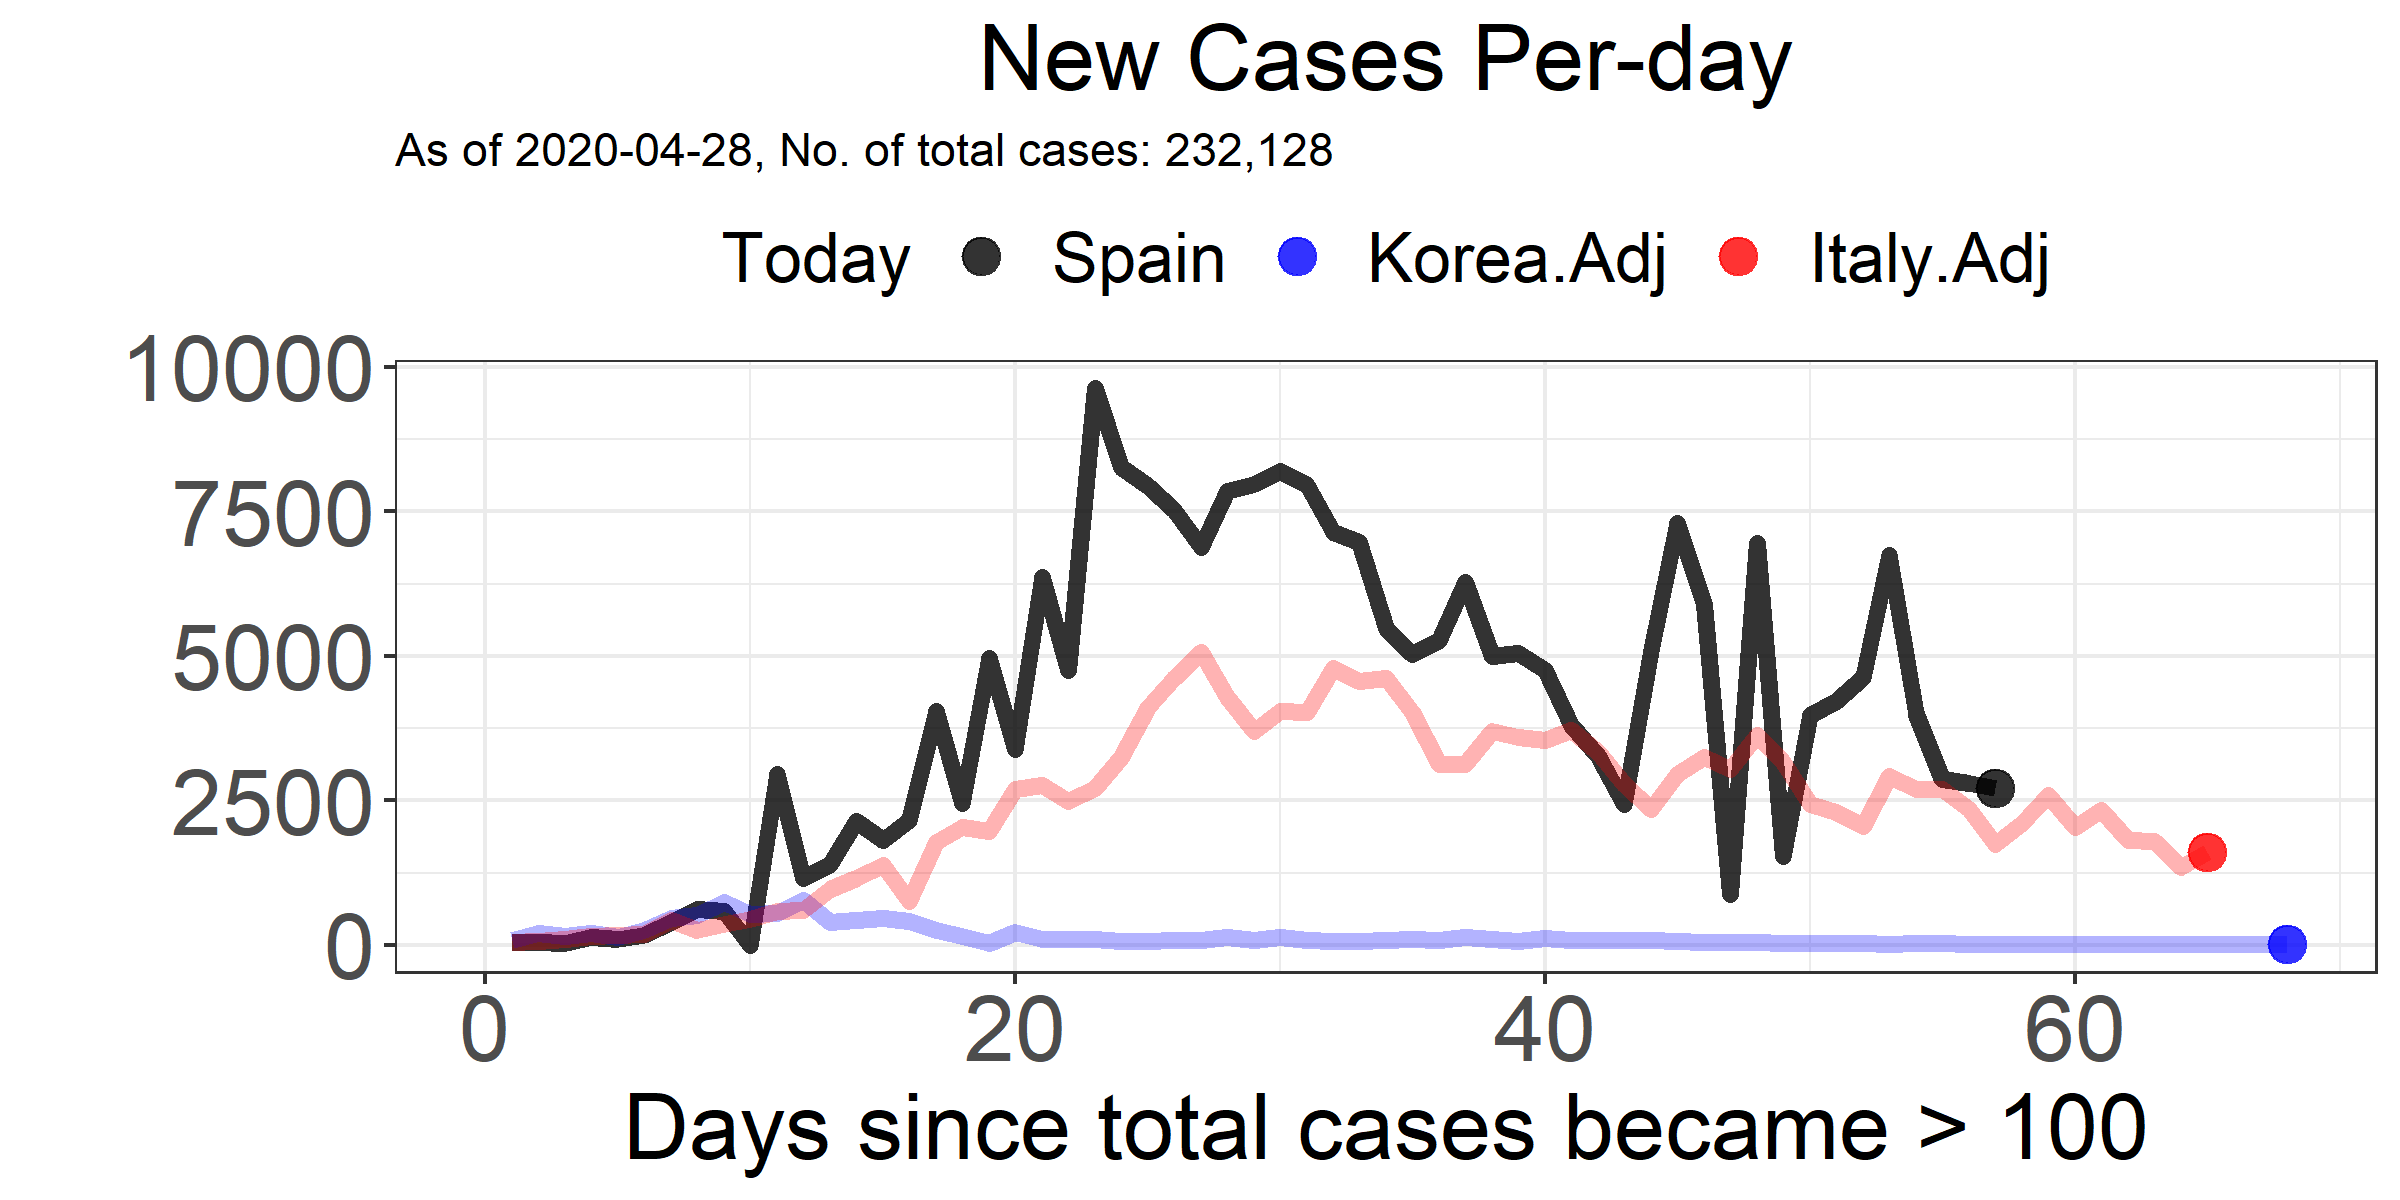 New Cases Per-day
As of 2020-04-28, No. of total cases: 232,128
Today Spain Korea.Adj Italy.Adj
10000
7500
5000
2500
0
0 20 40 60
Days since total cases became > 100